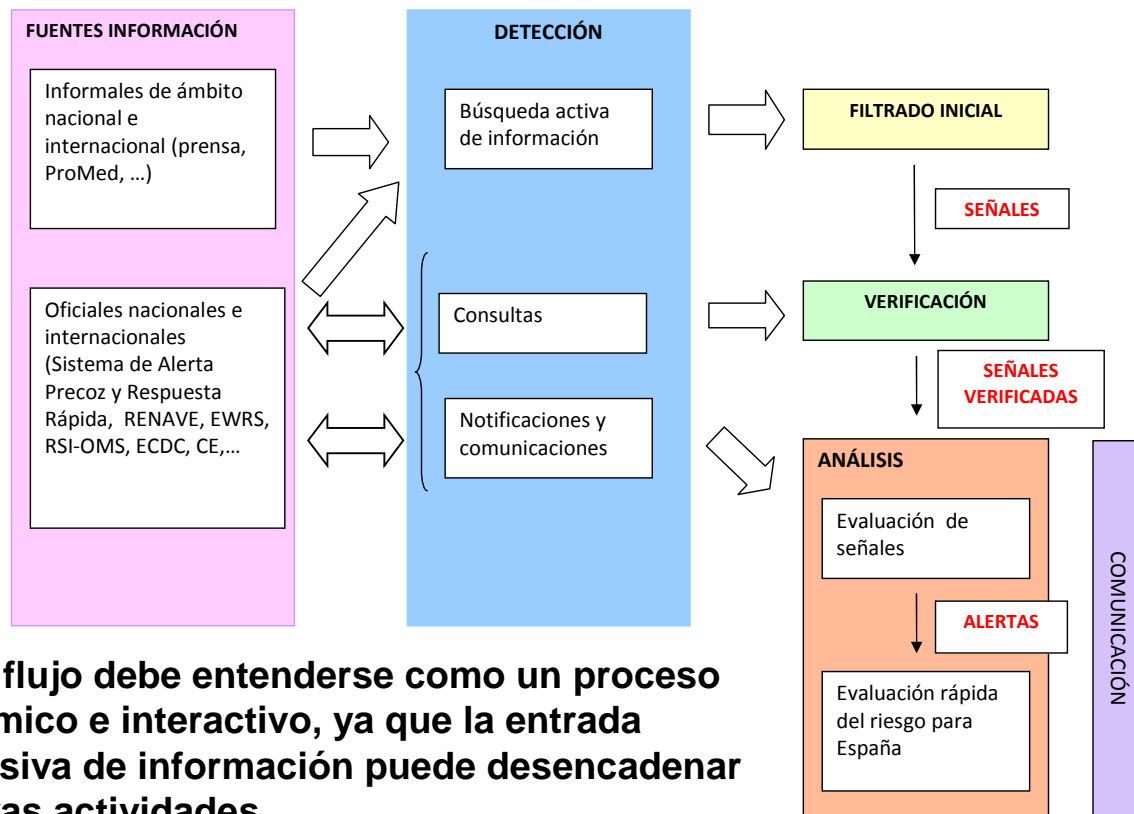 FUENTES INFORMACIÓN
Informales de ámbito
nacional e
internacional (prensa,
ProMed, …)
Oficiales nacionales e
internacionales
(Sistema de Alerta
Precoz y Respuesta
Rápida, RENAVE, EWRS,
RSI-OMS, ECDC, CE,…
DETECCIÓN
Búsqueda activa
de información
Consultas
Notificaciones y
comunicaciones
FILTRADO INICIAL
SEÑALES
VERIFICACIÓN
SEÑALES
VERIFICADAS
ANÁLISIS
Evaluación de
señales
ALERTAS
Evaluación rápida
del riesgo para
España
COMUNICACIÓN
flujo debe entenderse como un proceso
mico e interactivo, ya que la entrada
siva de información puede desencadenar
as actividades